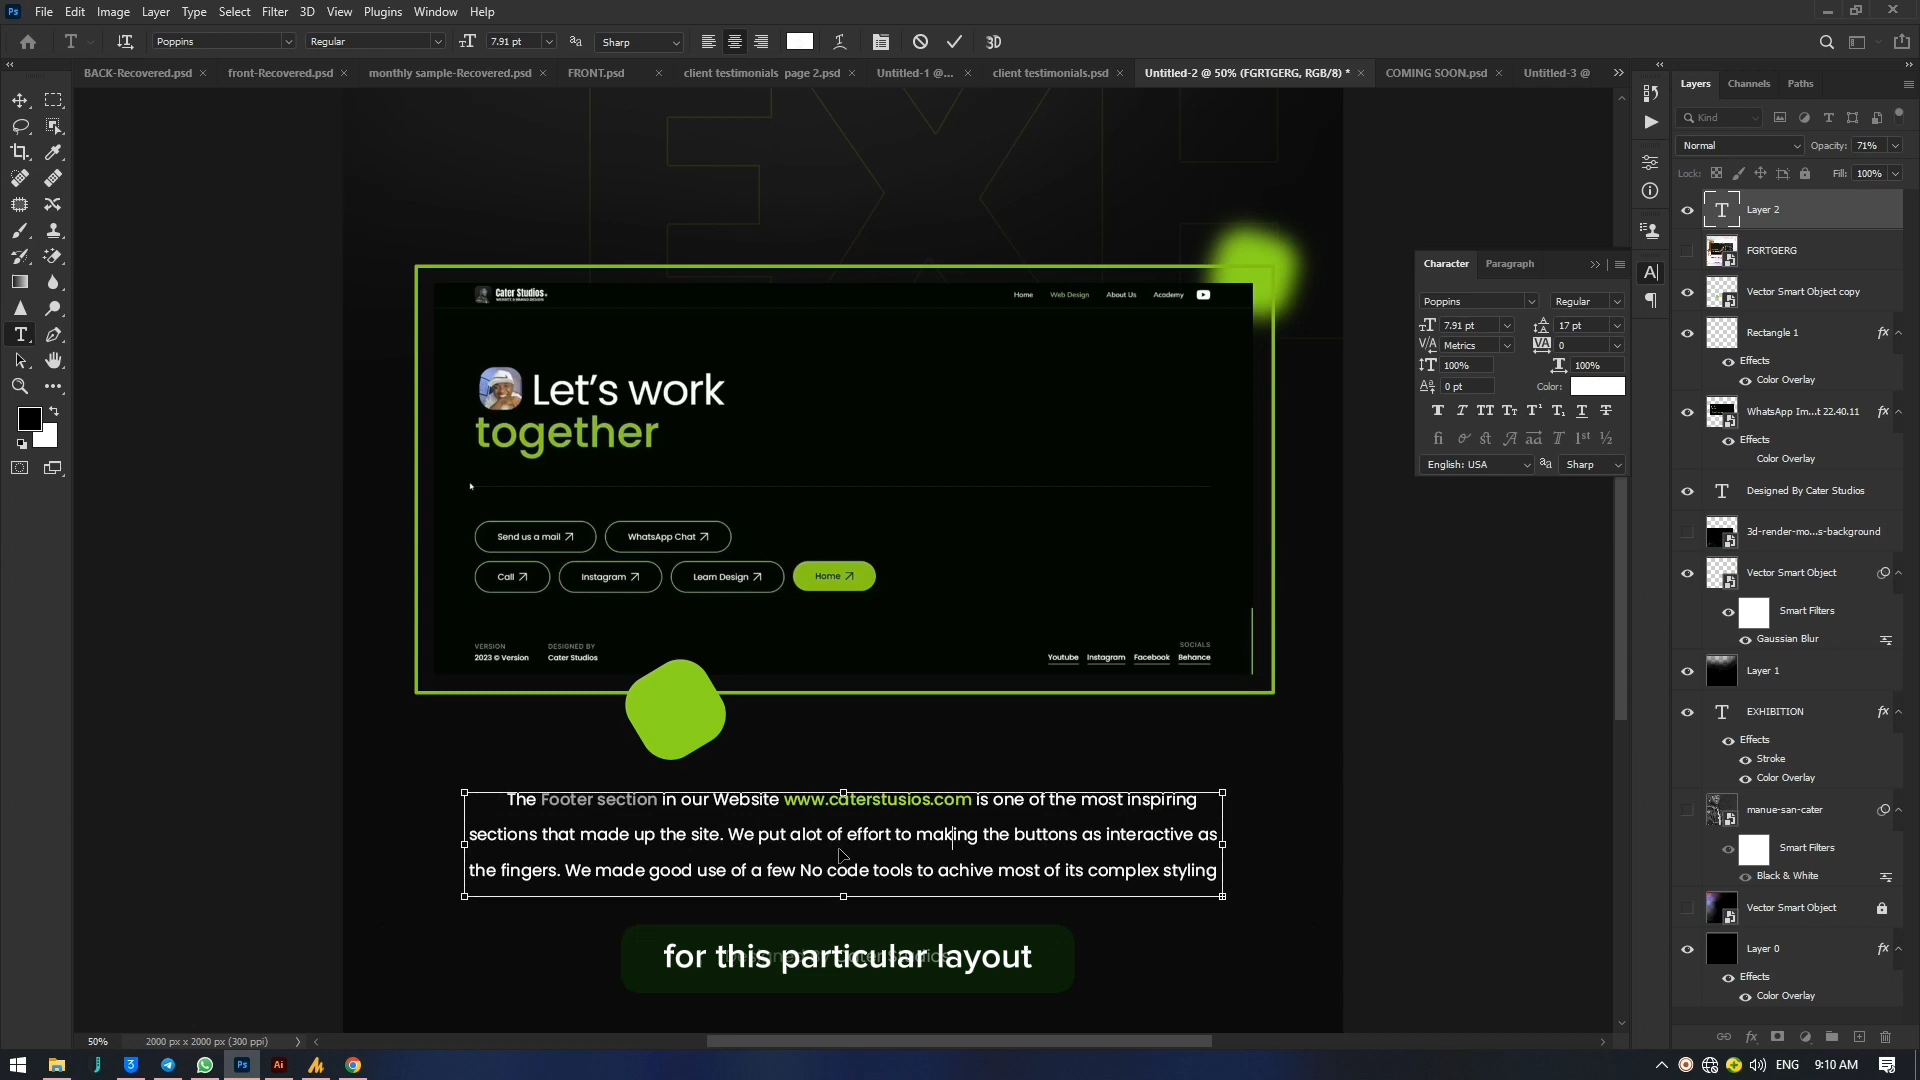 Ps File Edit Image Layer Type Select Filter 3D View Plugins Window Help
Poppins Regular 7.91 pt Sharp 3D
BACK-Recovered.psd front-Recovered.psd monthly sample-Recovered.psd FRONT.psd client testimonials page 2.psd Untitled-1 @... client testimonials.psd Untitled-2 @ 50% (FGRTGERG, RGB/8) * COMING SOON.psd Untitled-3 @
Cater Studios
Home Web Design About Us Academy
Let's work
together
Send us a mail WhatsApp Chat
Call Instagram Learn Design Home
VERSION DESIGNED BY SOCIALS
2023 © Version Cater Studios Youtube Instagram Facebook Behance
The Footer section in our Website www.caterstusios.com is one of the most inspiring
sections that made up the site. We put alot of effort to making the buttons as interactive as
the fingers. We made good use of a few No code tools to achive most of its complex styling
for this particular layout
Character Paragraph
Poppins Regular
7.91 pt 17 pt
Metrics 0
100% 100%
0 pt Color:
English: USA Sharp
Layers Channels Paths
Kind
Normal Opacity: 71%
Lock: Fill: 100%
Layer 2
FGRTGERG
Vector Smart Object copy
Rectangle 1 fx
Effects
Color Overlay
WhatsApp Im...t 22.40.11 fx
Effects
Color Overlay
Designed By Cater Studios
3d-render-mo...s-background
Vector Smart Object
Smart Filters
Gaussian Blur
Layer 1
EXHIBITION fx
Effects
Stroke
Color Overlay
manue-san-cater
Smart Filters
Black & White
Vector Smart Object
Layer 0 fx
Effects
Color Overlay
50% 2000 px x 2000 px (300 ppi)
Ps Ai ENG 9:10 AM